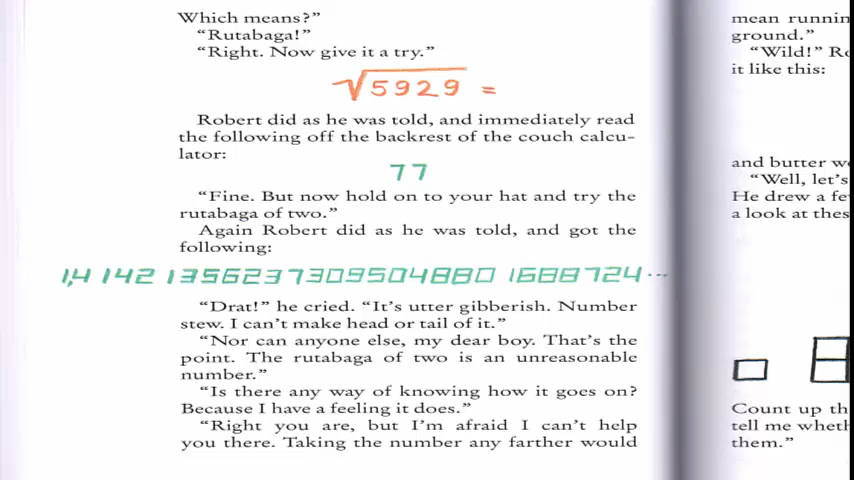 Which means?”
“Rutabaga!”
“Right. Now give it a try.”
√5929 =
Robert did as he was told, and immediately read
the following off the backrest of the couch calcu-
lator:
77
“Fine. But now hold on to your hat and try the
rutabaga of two.”
Again Robert did as he was told, and got the
following:
1,4142135623730950488016887 24...
“Drat!” he cried. “It’s utter gibberish. Number
stew. I can’t make head or tail of it.”
“Nor can anyone else, my dear boy. That’s the
point. The rutabaga of two is an unreasonable
number.”
“Is there any way of knowing how it goes on?
Because I have a feeling it does.”
“Right you are, but I’m afraid I can’t help
you there. Taking the number any farther would
mean runnin
ground.”
“Wild!” Ro
it like this:
and butter w
“Well, let’s
He drew a fe
a look at thes
Count up th
tell me wheth
them.”